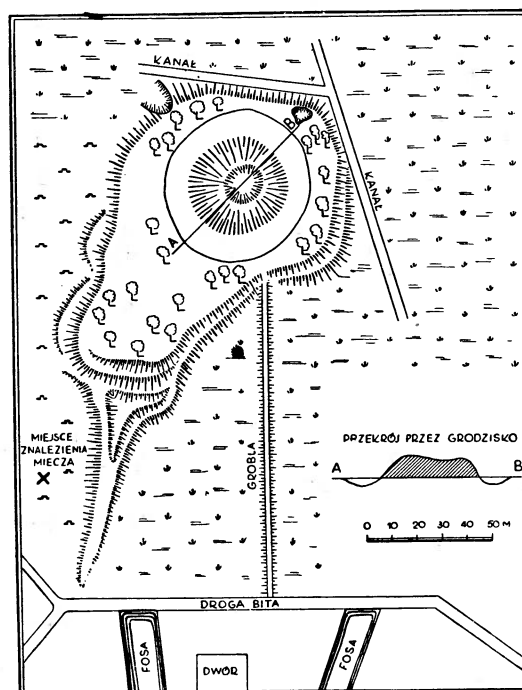 KANAŁ
KANAŁ
B
A
MIEJSCE
ZNALEZIENIA
MIECZA
GROBLA
PRZEKRÓJ PRZEZ GRODZISKO
A B
0 10 20 30 40 50 M
DROGA BITA
FOSA
DWÓR
FOSA